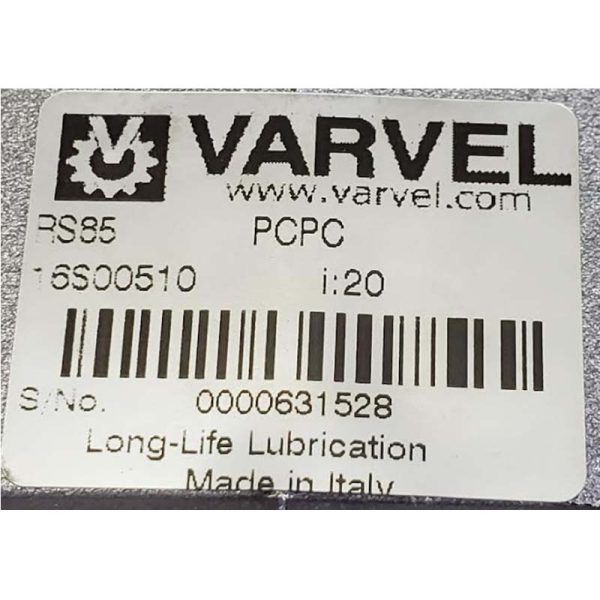 VARVEL
www.varvel.com
RS85 PCPC
16S00510 i:20
S/No. 0000631528
Long-Life Lubrication
Made in Italy